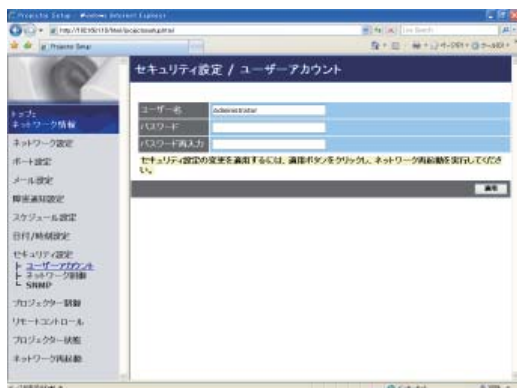 Projector Setup - Windows Internet Explorer
Live Search
Projector Setup
セキュリティ設定 / ユーザーアカウント
トップ:
ネットワーク情報
ネットワーク設定
ポート設定
メール設定
障害通知設定
スケジュール設定
日付/時刻設定
セキュリティ設定
ユーザーアカウント
ネットワーク制御
SNMP
プロジェクター制御
リモートコントロール
プロジェクター状態
ネットワーク再起動
ユーザー名
Administrator
パスワード
パスワード再入力
セキュリティ設定の変更を適用するには、適用ボタンをクリックし、ネットワーク再起動を実行してくださ
い。
適用